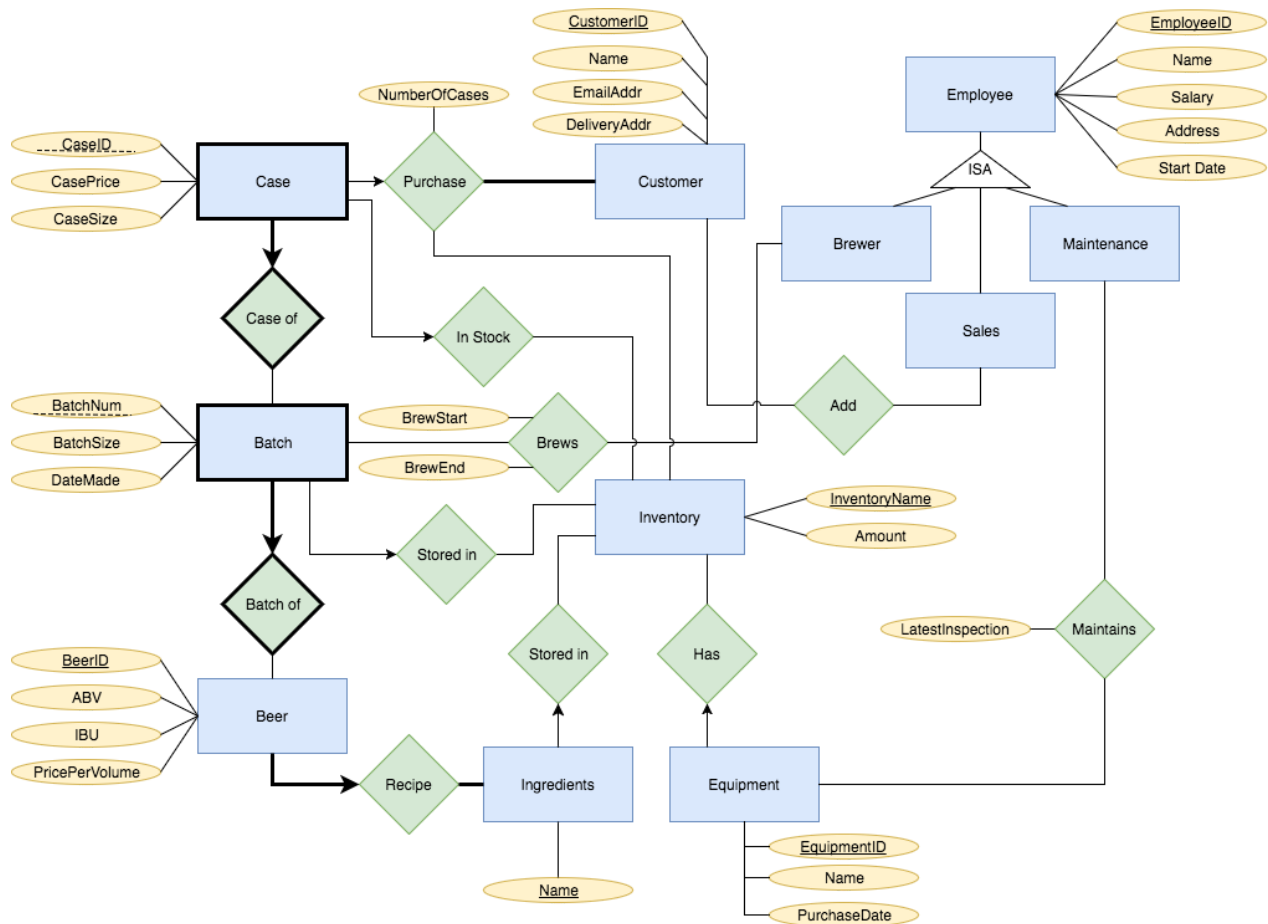 CustomerID
EmployeeID
Name
Name
NumberOfCases
EmailAddr
Employee
Salary
DeliveryAddr
Address
CaseID
Start Date
ISA
CasePrice
Case
Purchase
Customer
CaseSize
Brewer
Maintenance
Case of
In Stock
Sales
BatchNum
Add
BrewStart
BatchSize
Batch
Brews
BrewEnd
DateMade
InventoryName
Inventory
Amount
Stored in
Batch of
LatestInspection
Maintains
Stored in
Has
BeerID
ABV
Beer
IBU
PricePerVolume
Recipe
Ingredients
Equipment
EquipmentID
Name
Name
PurchaseDate